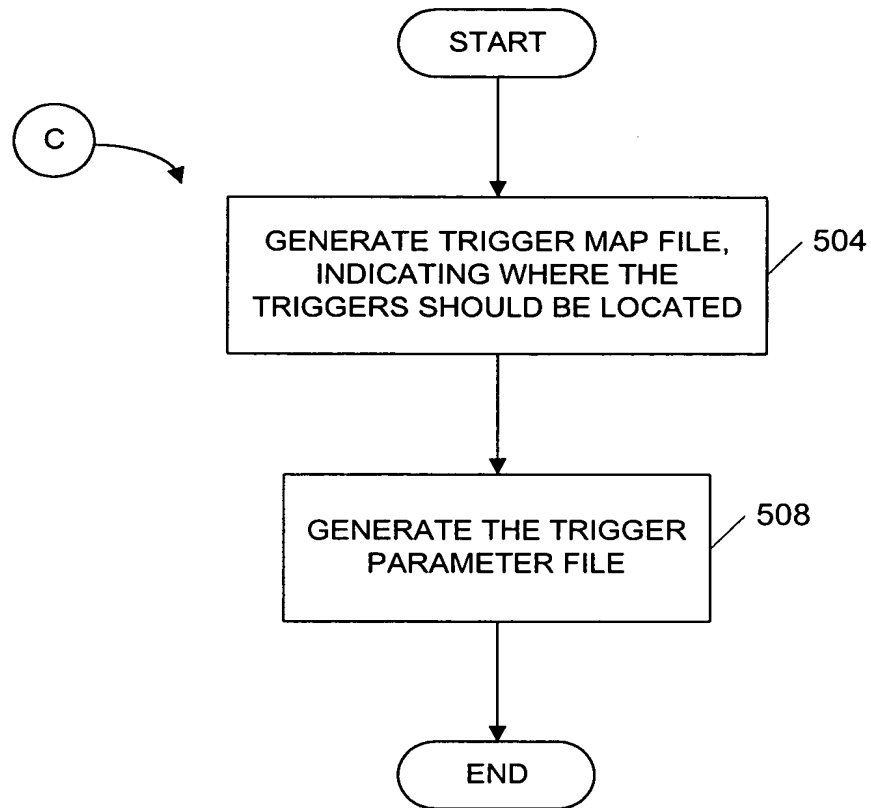 START
C
GENERATE TRIGGER MAP FILE,
INDICATING WHERE THE
TRIGGERS SHOULD BE LOCATED
504
GENERATE THE TRIGGER
PARAMETER FILE
508
END